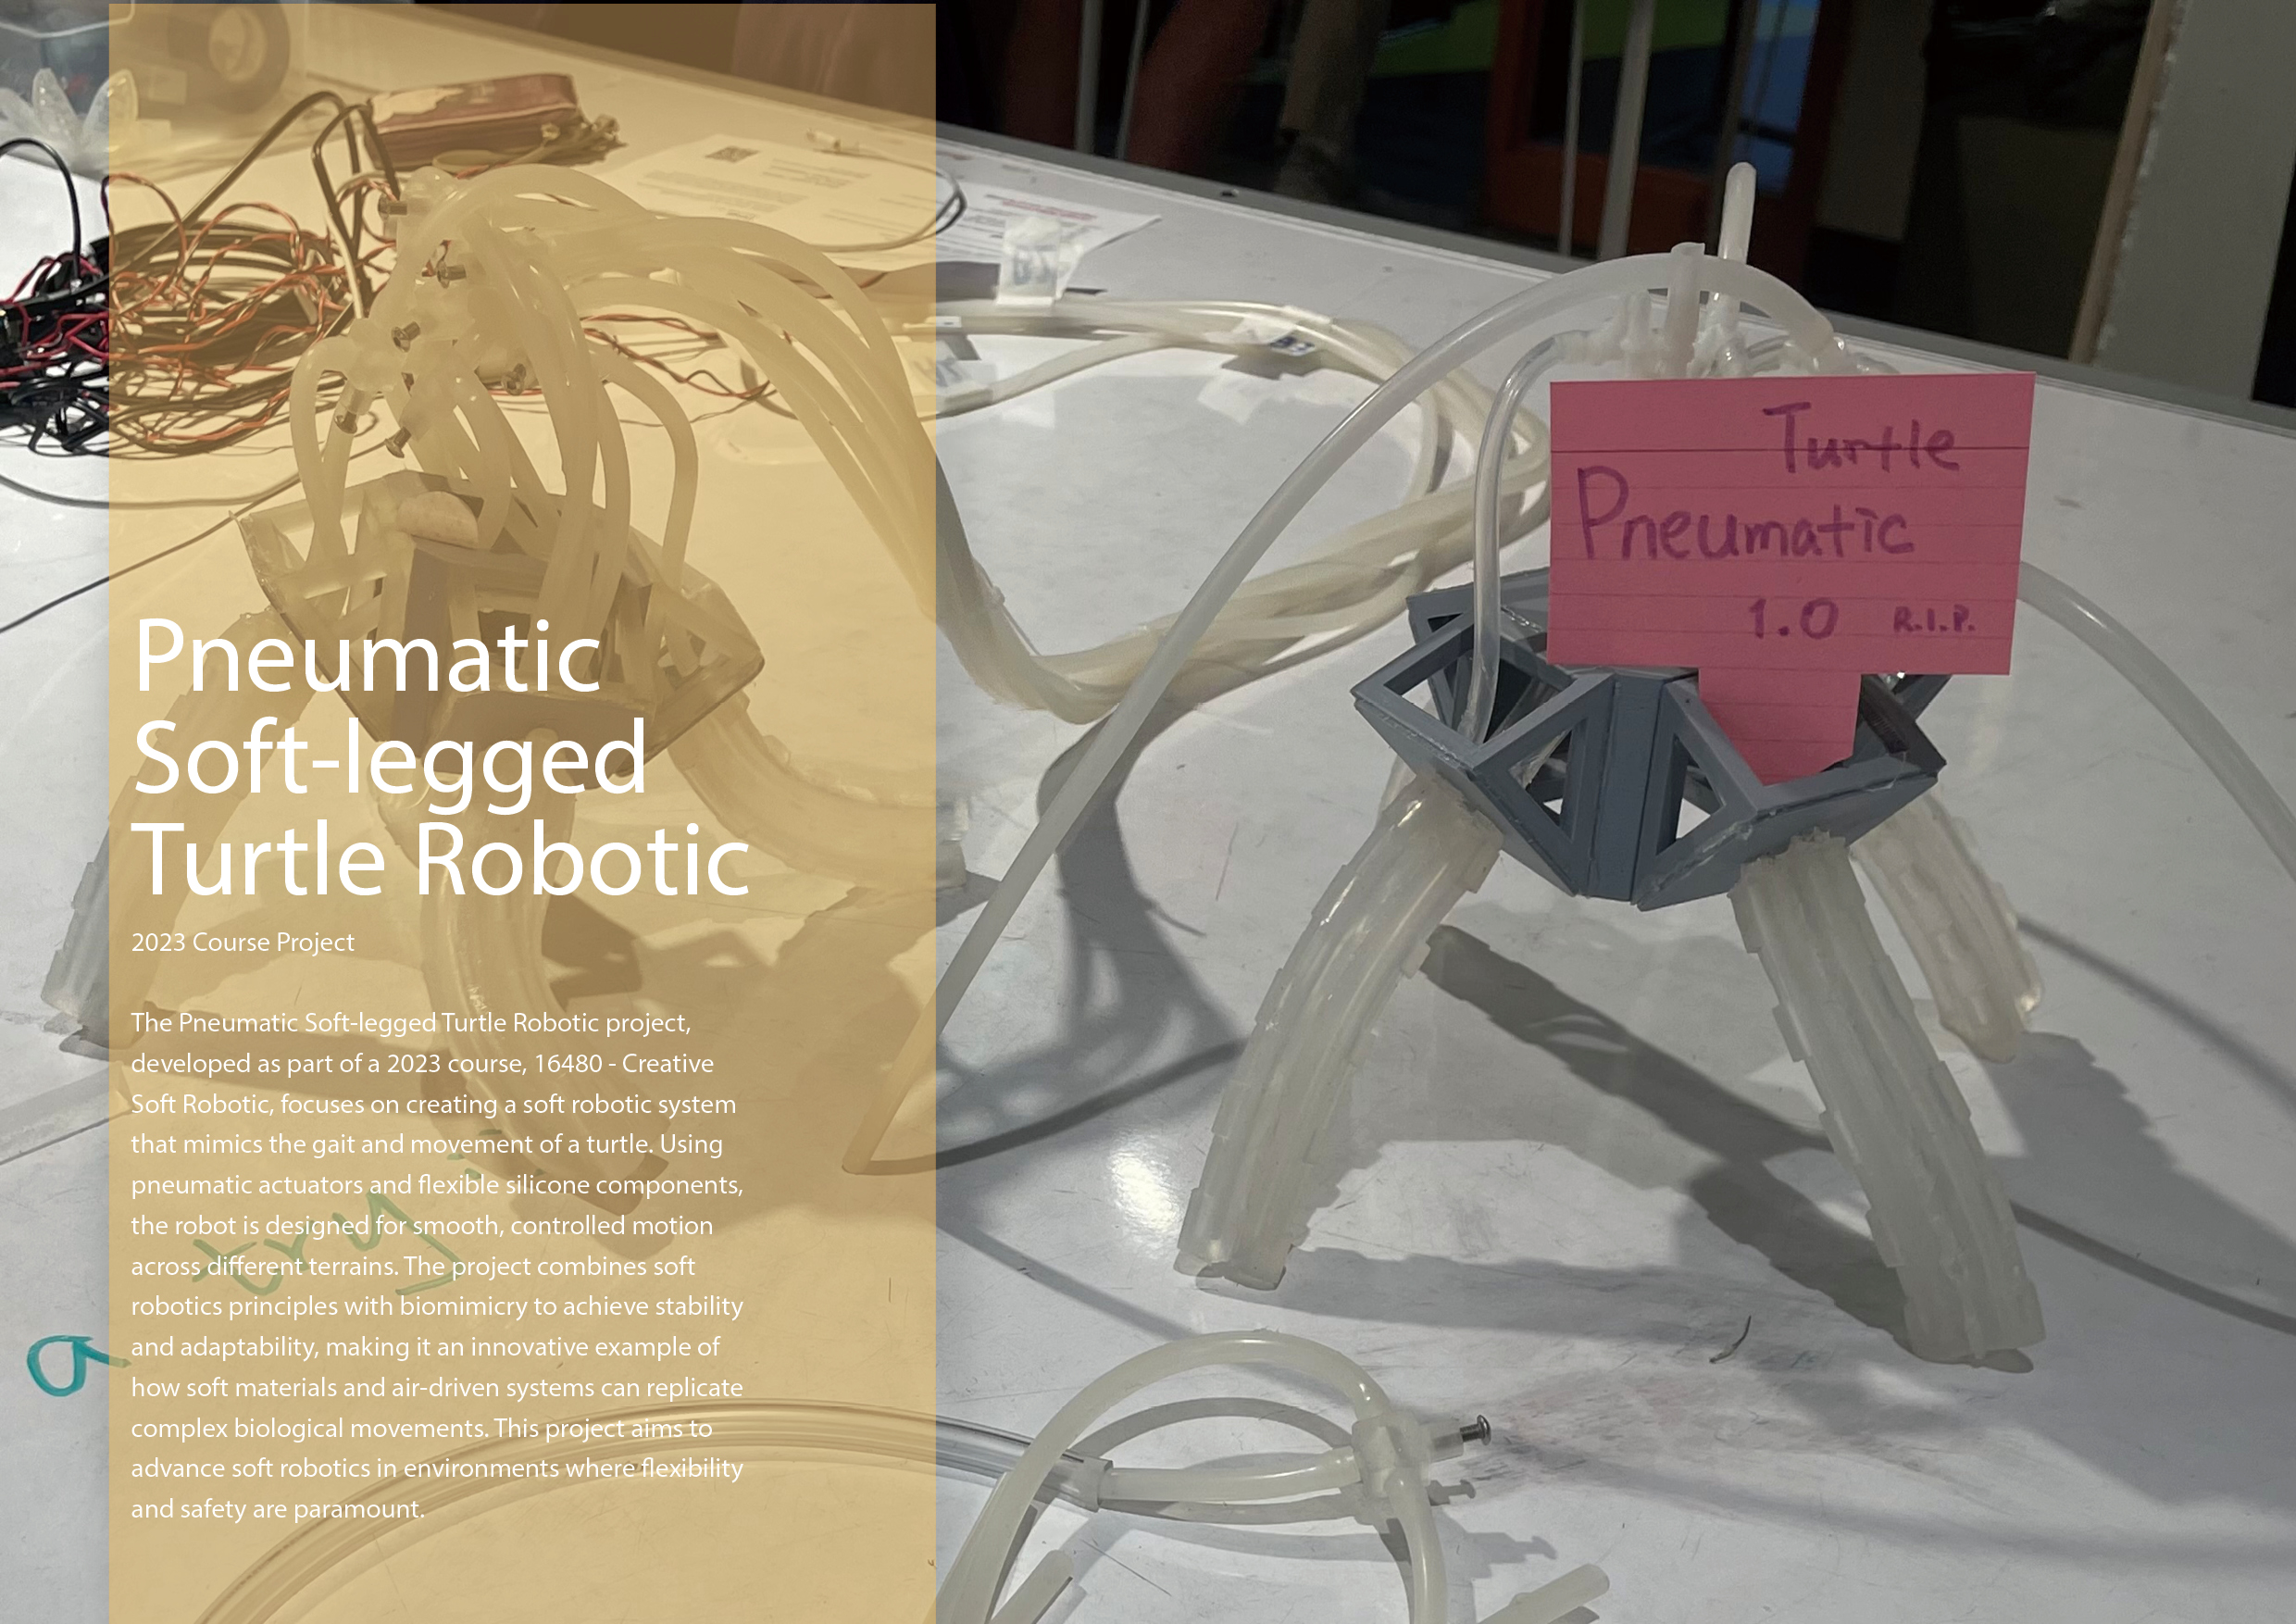 Pneumatic
Soft-legged
Turtle Robotic
2023 Course Project
The Pneumatic Soft-legged Turtle Robotic project,
developed as part of a 2023 course, 16480 - Creative
Soft Robotic, focuses on creating a soft robotic system
that mimics the gait and movement of a turtle. Using
pneumatic actuators and flexible silicone components,
the robot is designed for smooth, controlled motion
across different terrains. The project combines soft
robotics principles with biomimicry to achieve stability
and adaptability, making it an innovative example of
how soft materials and air-driven systems can replicate
complex biological movements. This project aims to
advance soft robotics in environments where flexibility
and safety are paramount.
try
Turtle
Pneumatic
1.0 R.I.P.